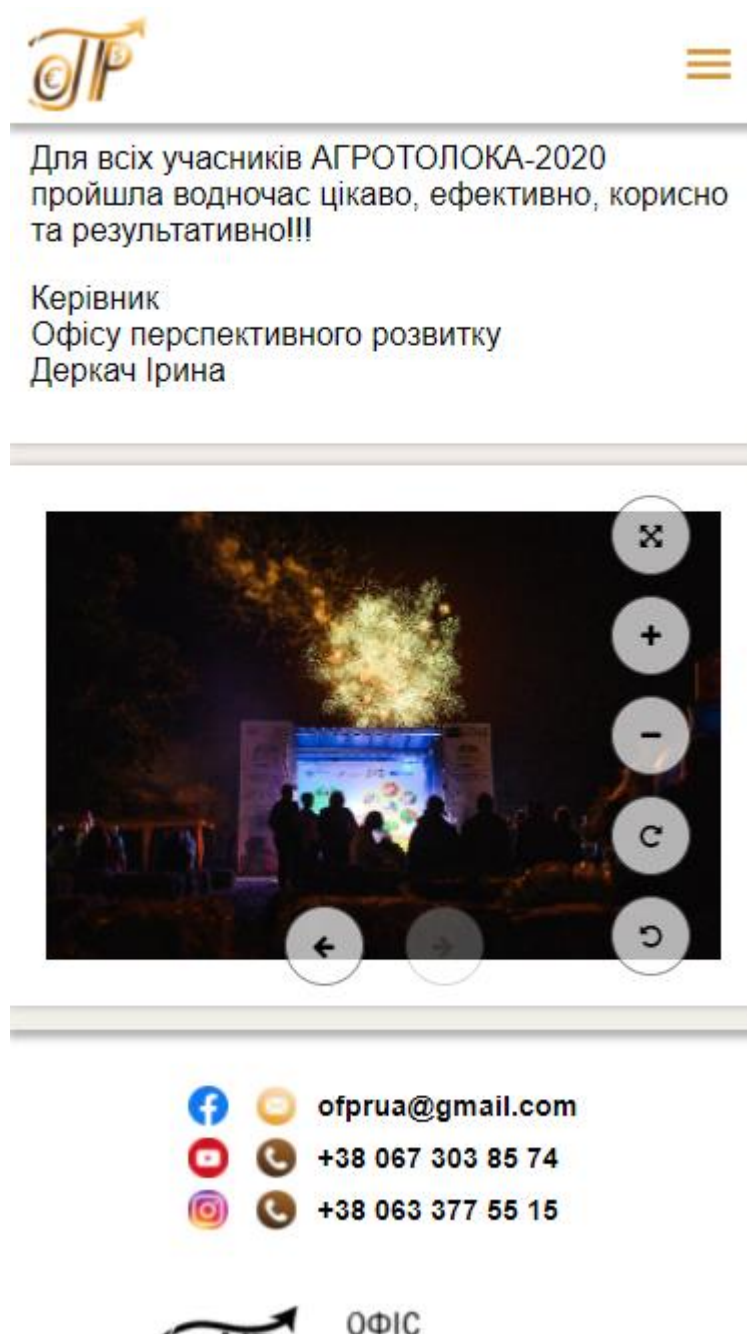 Для всіх учасників АГРОТОЛОКА-2020
пройшла водночас цікаво, ефективно, корисно
та результативно!!!
Керівник
Офісу перспективного розвитку
Деркач Ірина
ofprua@gmail.com
+38 067 303 85 74
+38 063 377 55 15
ОФІС